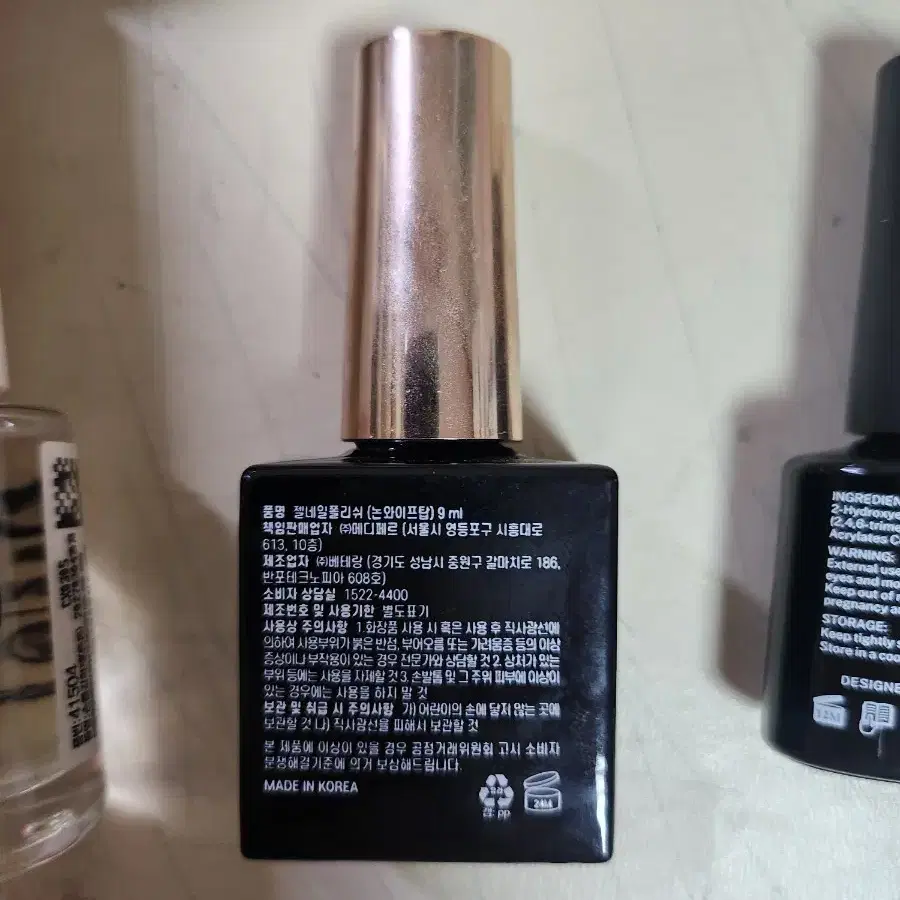 품명 젤네일폴리쉬 (논와이프탑) 9 ml
책임판매업자 ㈜메디페르 (서울시 영등포구 시흥대로
613, 10층)
제조업자 ㈜베테랑 (경기도 성남시 중원구 갈마치로 186,
반포테크노피아 608호)
소비자 상담실 1522-4400
제조번호 및 사용기한 별도표기
사용상 주의사항 1.화장품 사용 시 혹은 사용 후 직사광선에
의하여 사용부위가 붉은 반점, 부어오름 또는 가려움증 등의 이상
증상이나 부작용이 있는 경우 전문가와 상담할 것 2. 상처가 있는
부위 등에는 사용을 자제할 것 3. 손발톱 및 그 주위 피부에 이상이
있는 경우에는 사용을 하지 말 것
보관 및 취급 시 주의사항 가) 어린이의 손에 닿지 않는 곳에
보관할 것 나) 직사광선을 피해서 보관할 것
본 제품에 이상이 있을 경우 공정거래위원회 고시 소비자
분쟁해결기준에 의거 보상해드립니다.
MADE IN KOREA
캡: PP
24M
BW-41504
INGREDIEN
2-Hydroxye
(2,4,6-trime
Acrylates C
WARNING:
External use
eyes and mo
Keep out of r
pregnancy an
STORAGE:
Keep tightly s
Store in a coo
DESIGNE
12M